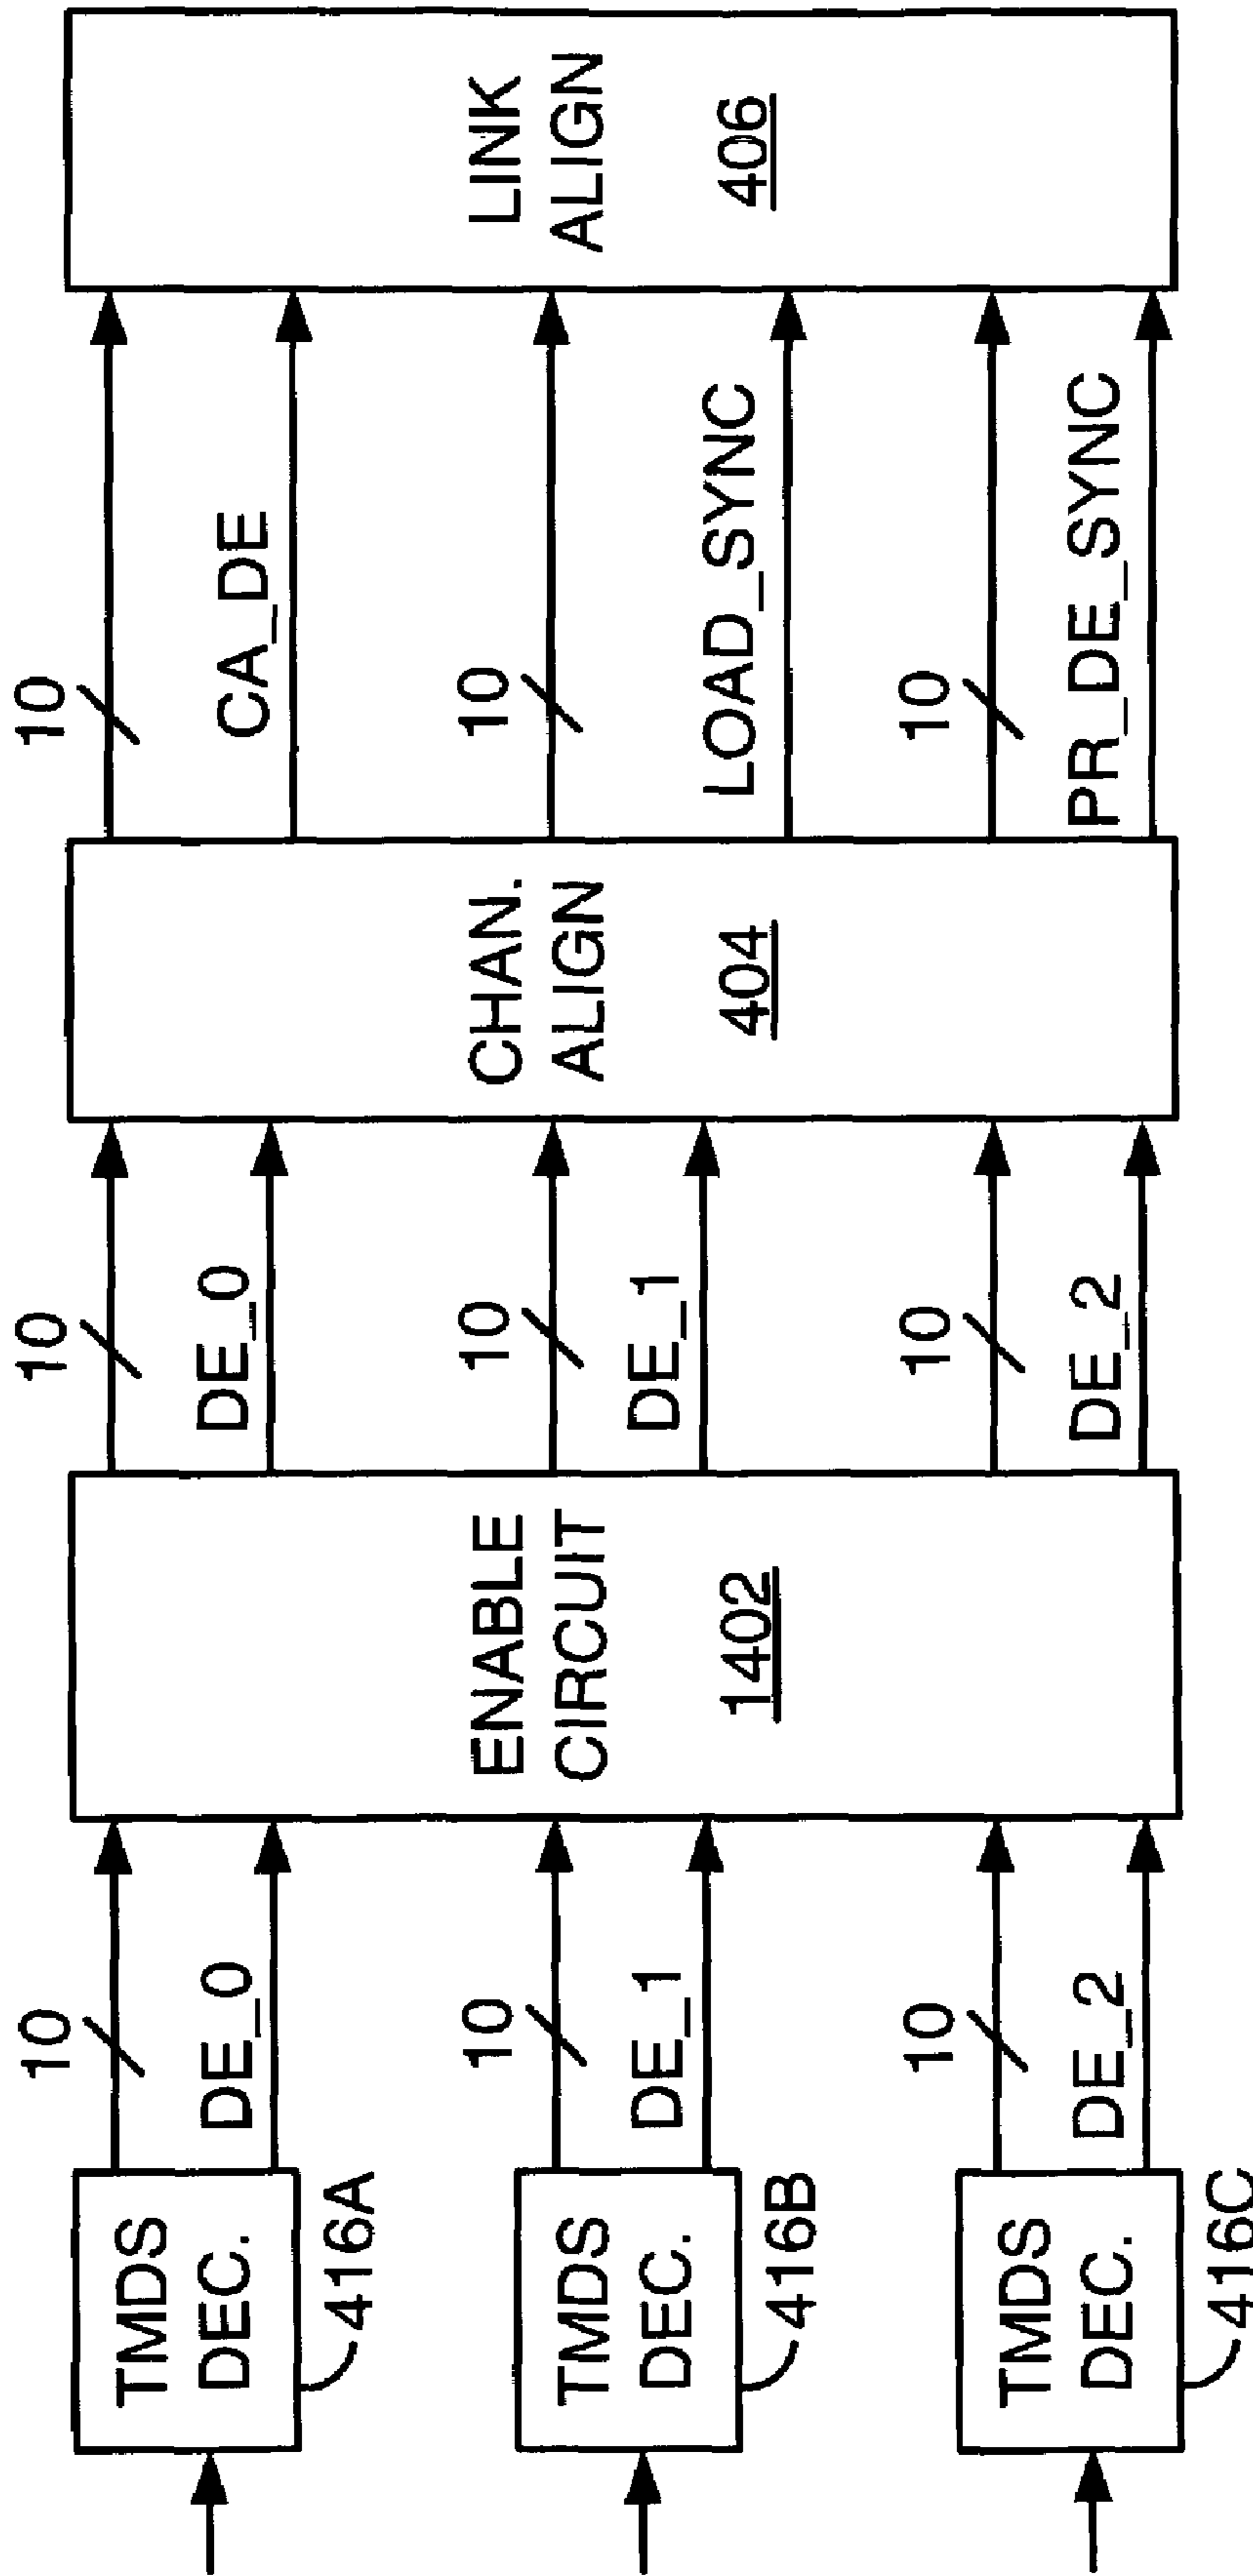 TMDS
DEC.
416A
TMDS
DEC.
416B
TMDS
DEC.
416C
10
DE_0
10
DE_1
10
DE_2
ENABLE
CIRCUIT
1402
10
DE_0
10
DE_1
10
DE_2
CHAN.
ALIGN
404
10
CA_DE
10
LOAD_SYNC
10
PR_DE_SYNC
LINK
ALIGN
406